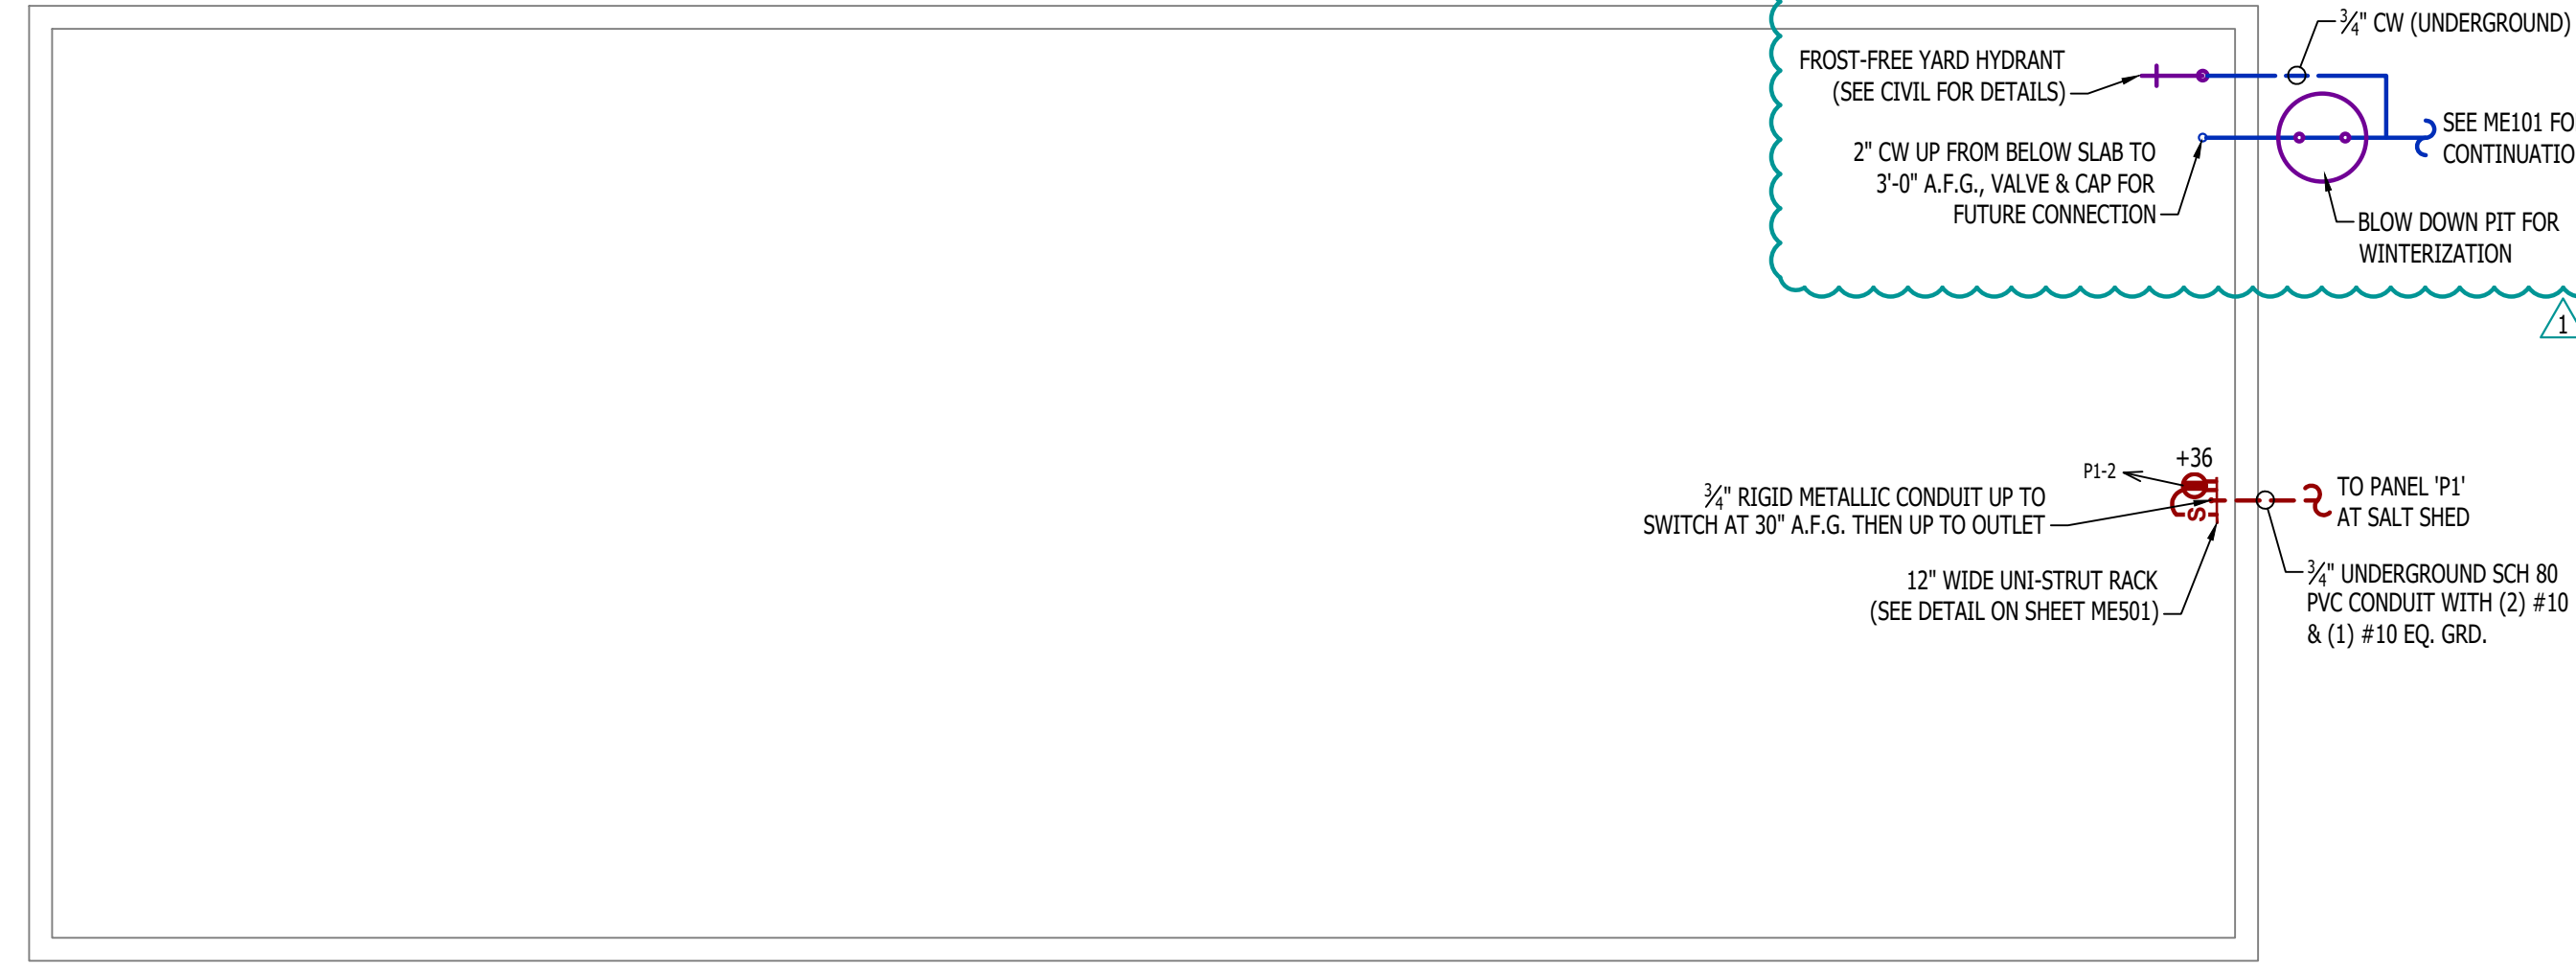 ¾" CW (UNDERGROUND)
FROST-FREE YARD HYDRANT
(SEE CIVIL FOR DETAILS)
SEE ME101 FO
CONTINUATIO
2" CW UP FROM BELOW SLAB TO
3'-0" A.F.G., VALVE & CAP FOR
FUTURE CONNECTION
BLOW DOWN PIT FOR
WINTERIZATION
1
+36
P1-2
S
¾" RIGID METALLIC CONDUIT UP TO
SWITCH AT 30" A.F.G. THEN UP TO OUTLET
TO PANEL 'P1'
AT SALT SHED
12" WIDE UNI-STRUT RACK
(SEE DETAIL ON SHEET ME501)
¾" UNDERGROUND SCH 80
PVC CONDUIT WITH (2) #10
& (1) #10 EQ. GRD.